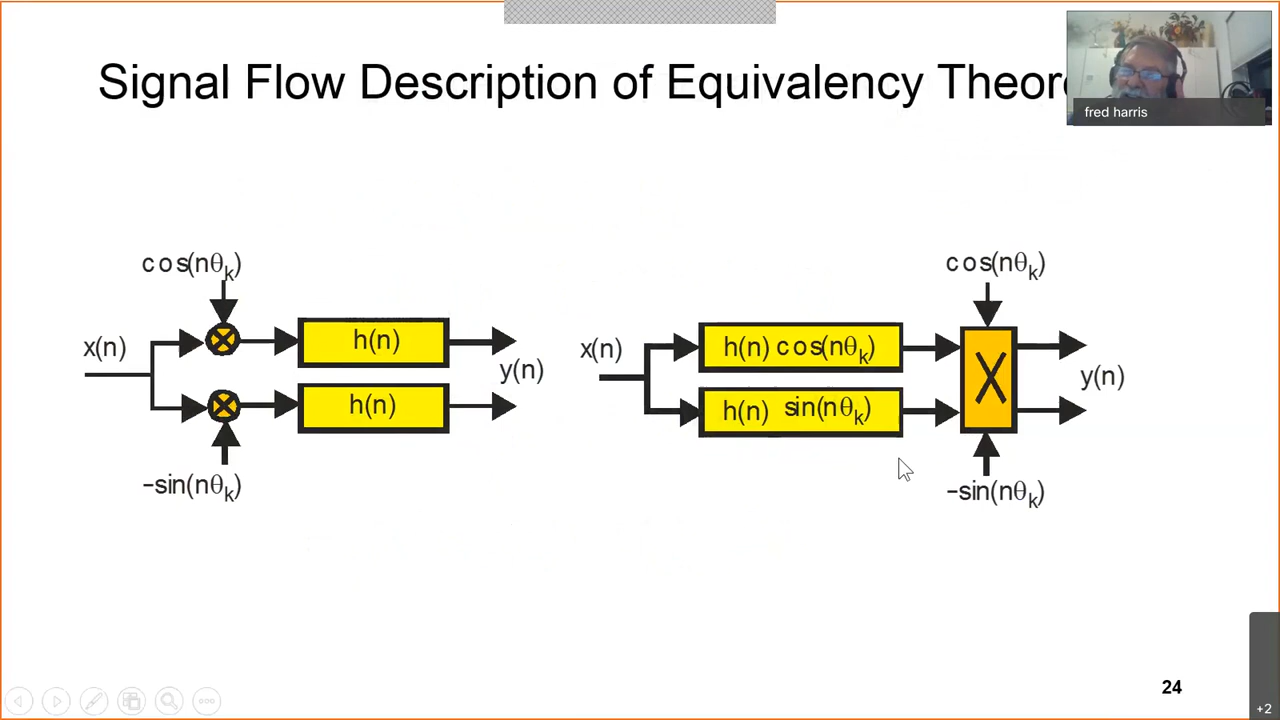 Signal Flow Description of Equivalency Theor
fred harris
cos(nθk)
x(n)
h(n)
h(n)
y(n)
-sin(nθk)
cos(nθk)
x(n)
h(n) cos(nθk)
h(n) sin(nθk)
X
y(n)
-sin(nθk)
24
+2